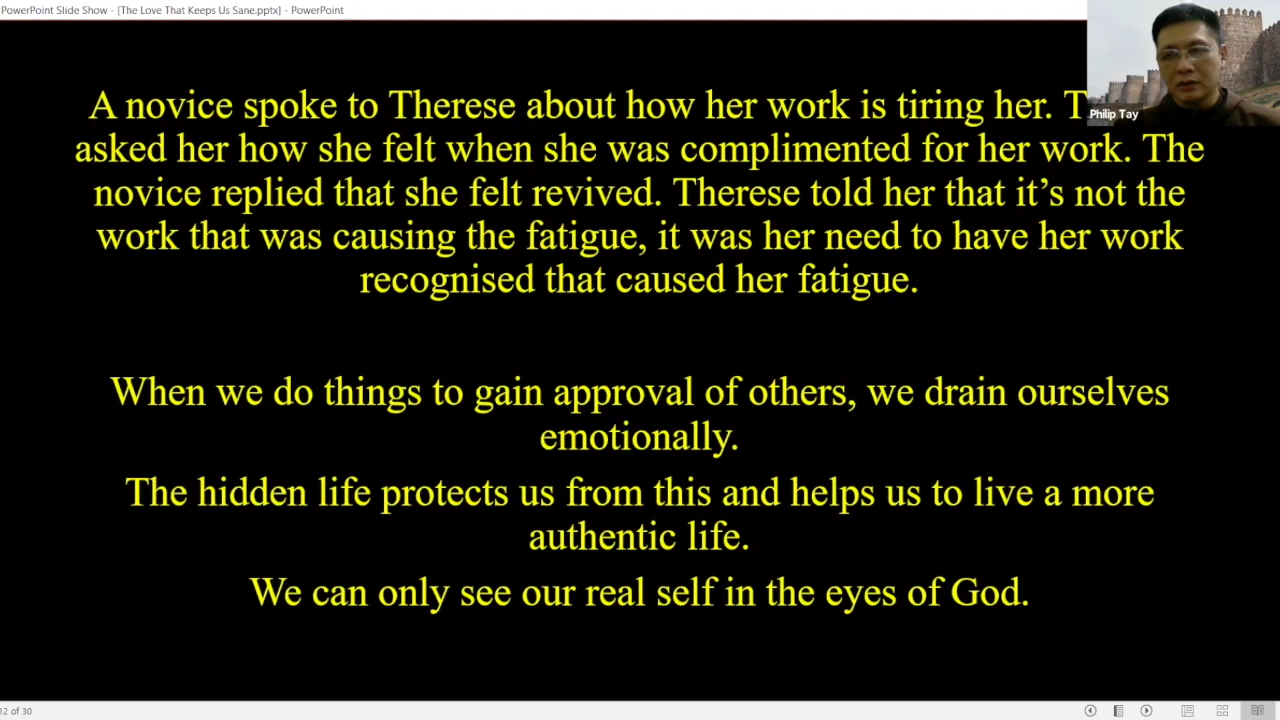 PowerPoint Slide Show - [The Love That Keeps Us Sane.pptx] - PowerPoint
A novice spoke to Therese about how her work is tiring her. T
Philip Tay
asked her how she felt when she was complimented for her work. The
novice replied that she felt revived. Therese told her that it’s not the
work that was causing the fatigue, it was her need to have her work
recognised that caused her fatigue.
When we do things to gain approval of others, we drain ourselves
emotionally.
The hidden life protects us from this and helps us to live a more
authentic life.
We can only see our real self in the eyes of God.
12 of 30